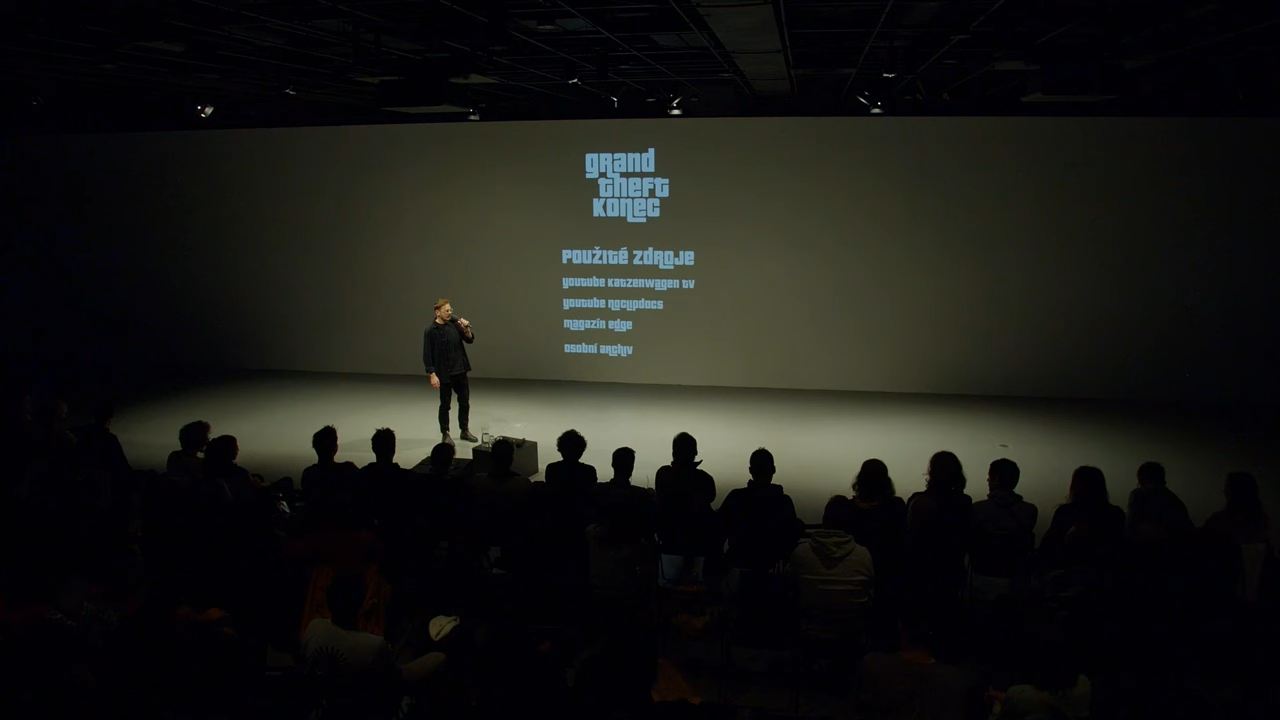 grand
theft
konec
použité zdroje
youtube katzenwagen tv
youtube noclipdocs
magazín edge
osobní archiv